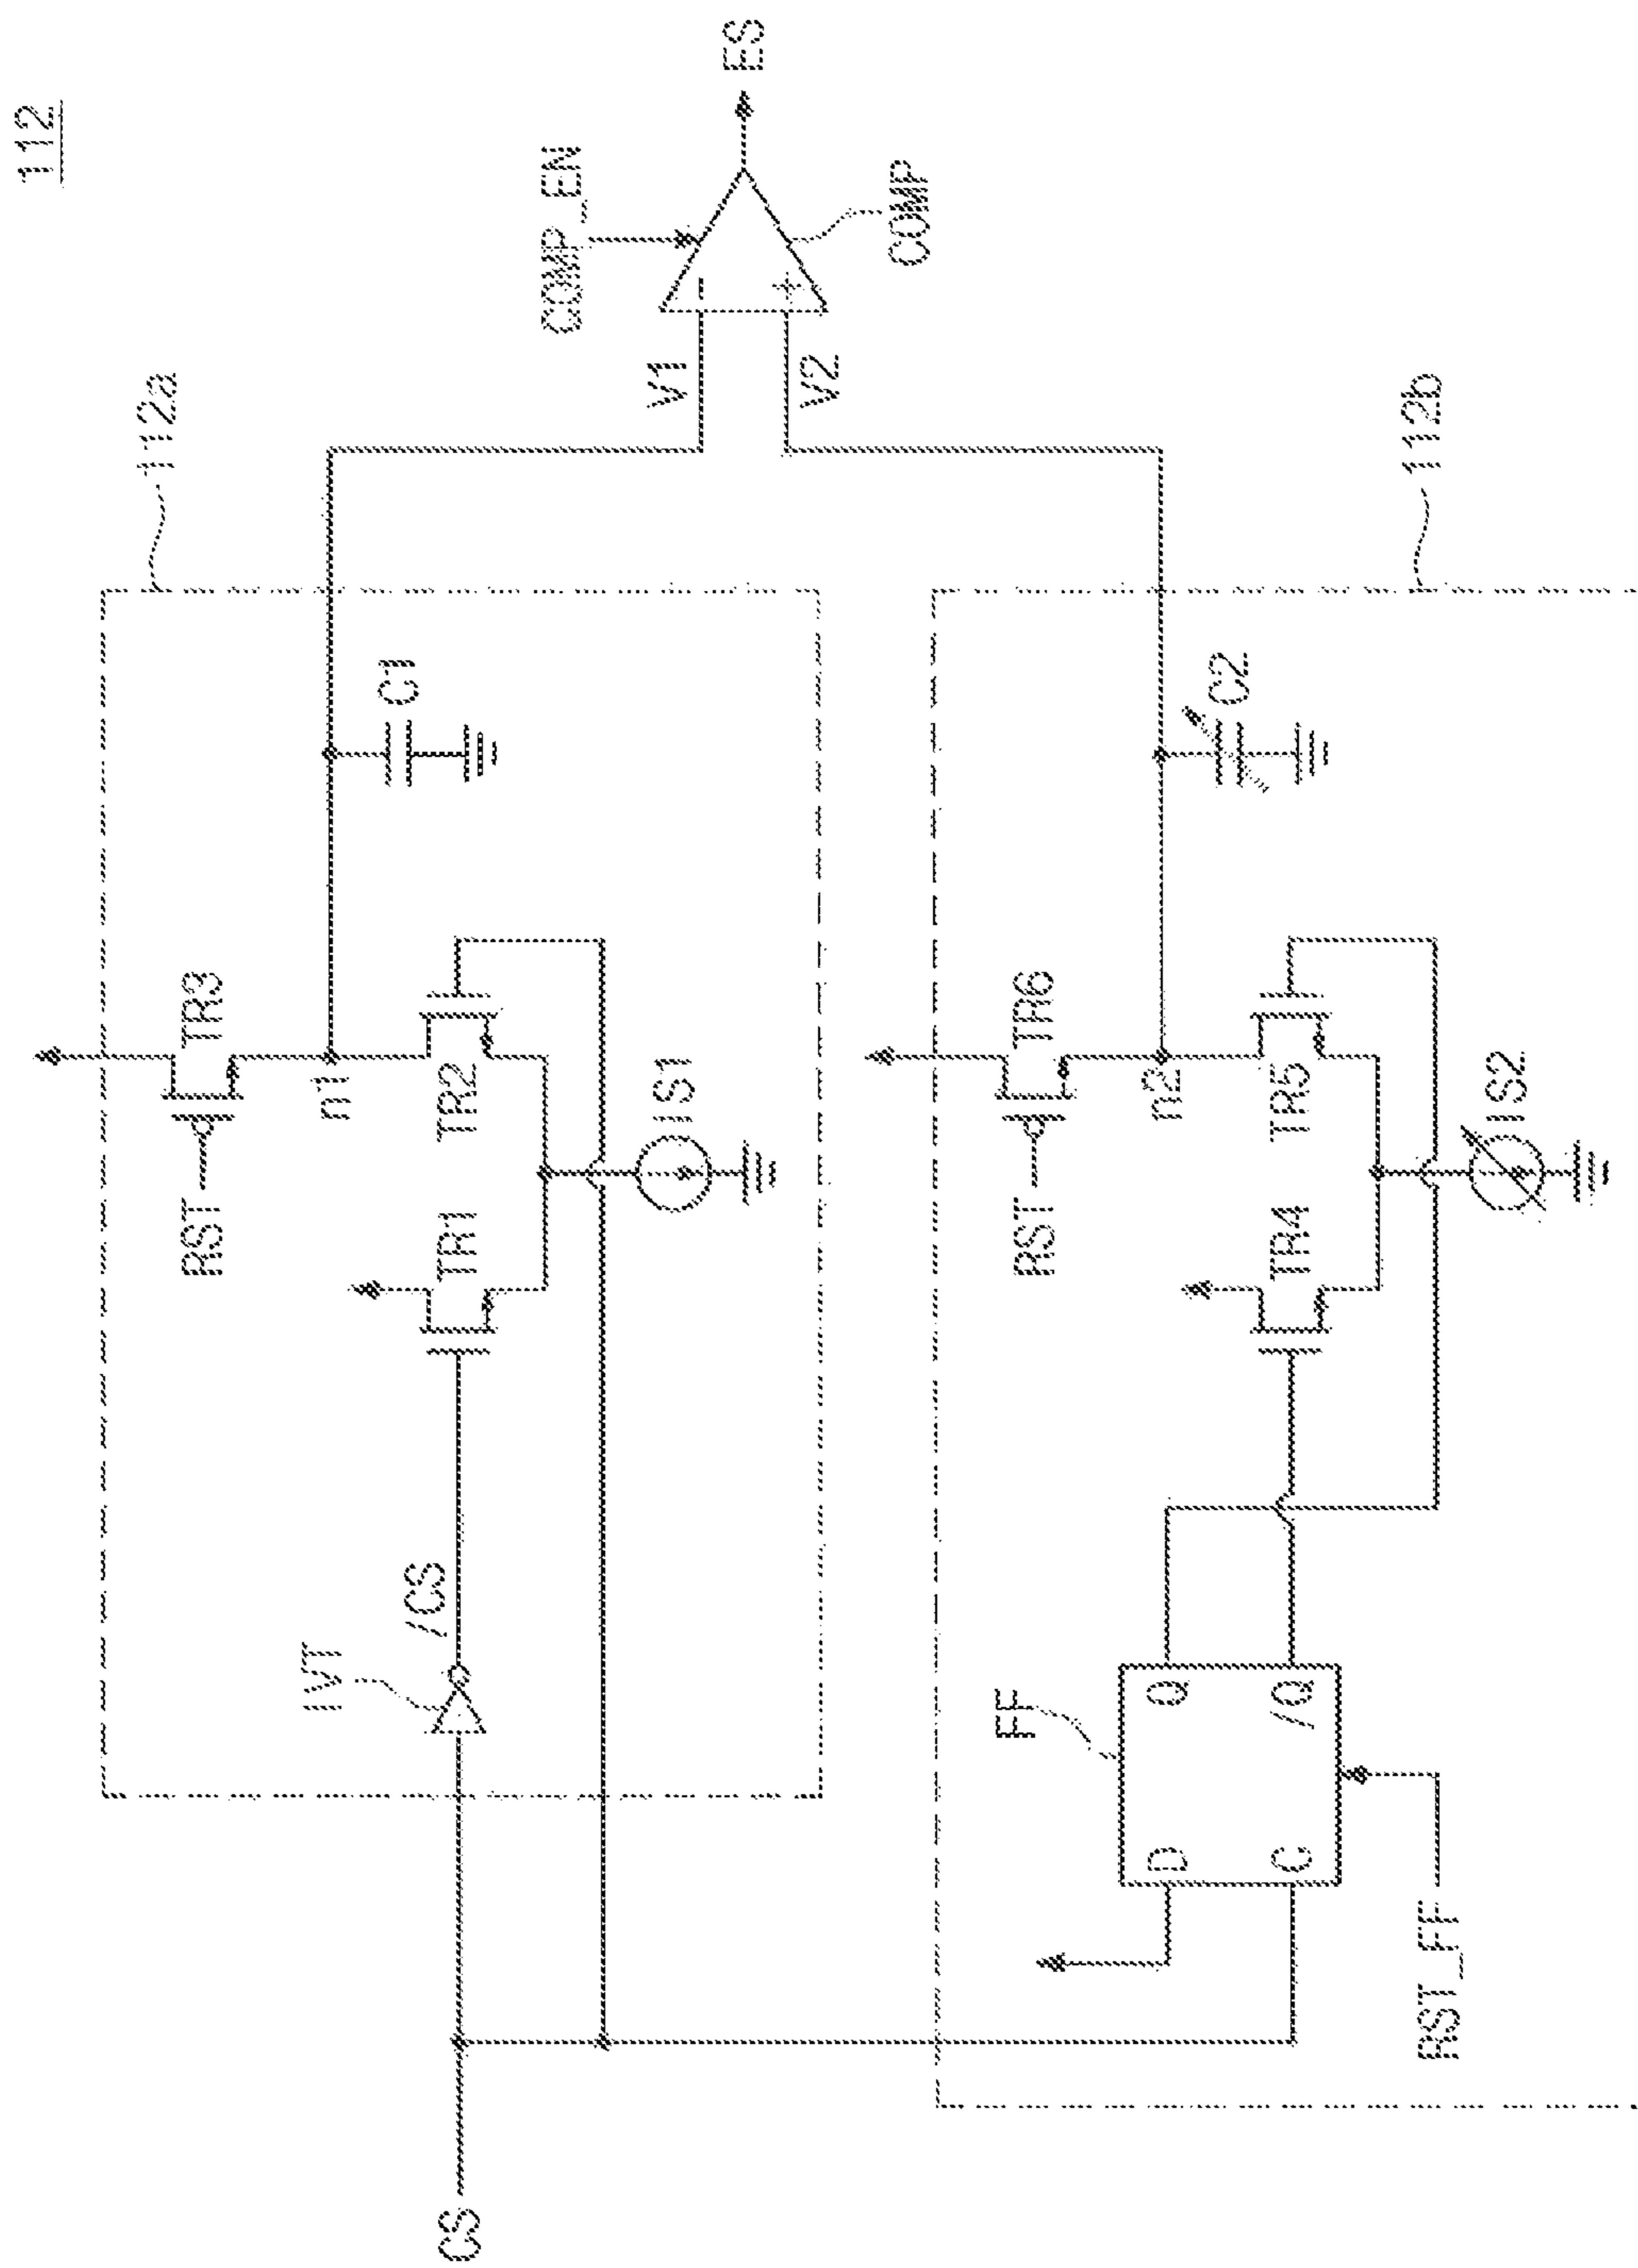 112
112a
RST
TR3
n1
TR1
TR2
IS1
C1
IVT
/CS
CS
V1
V2
COMP_EN
COMP
ES
-
+
112b
RST
TR6
n2
TR4
TR5
IS2
C2
FF
D
Q
C
/Q
RST_FF